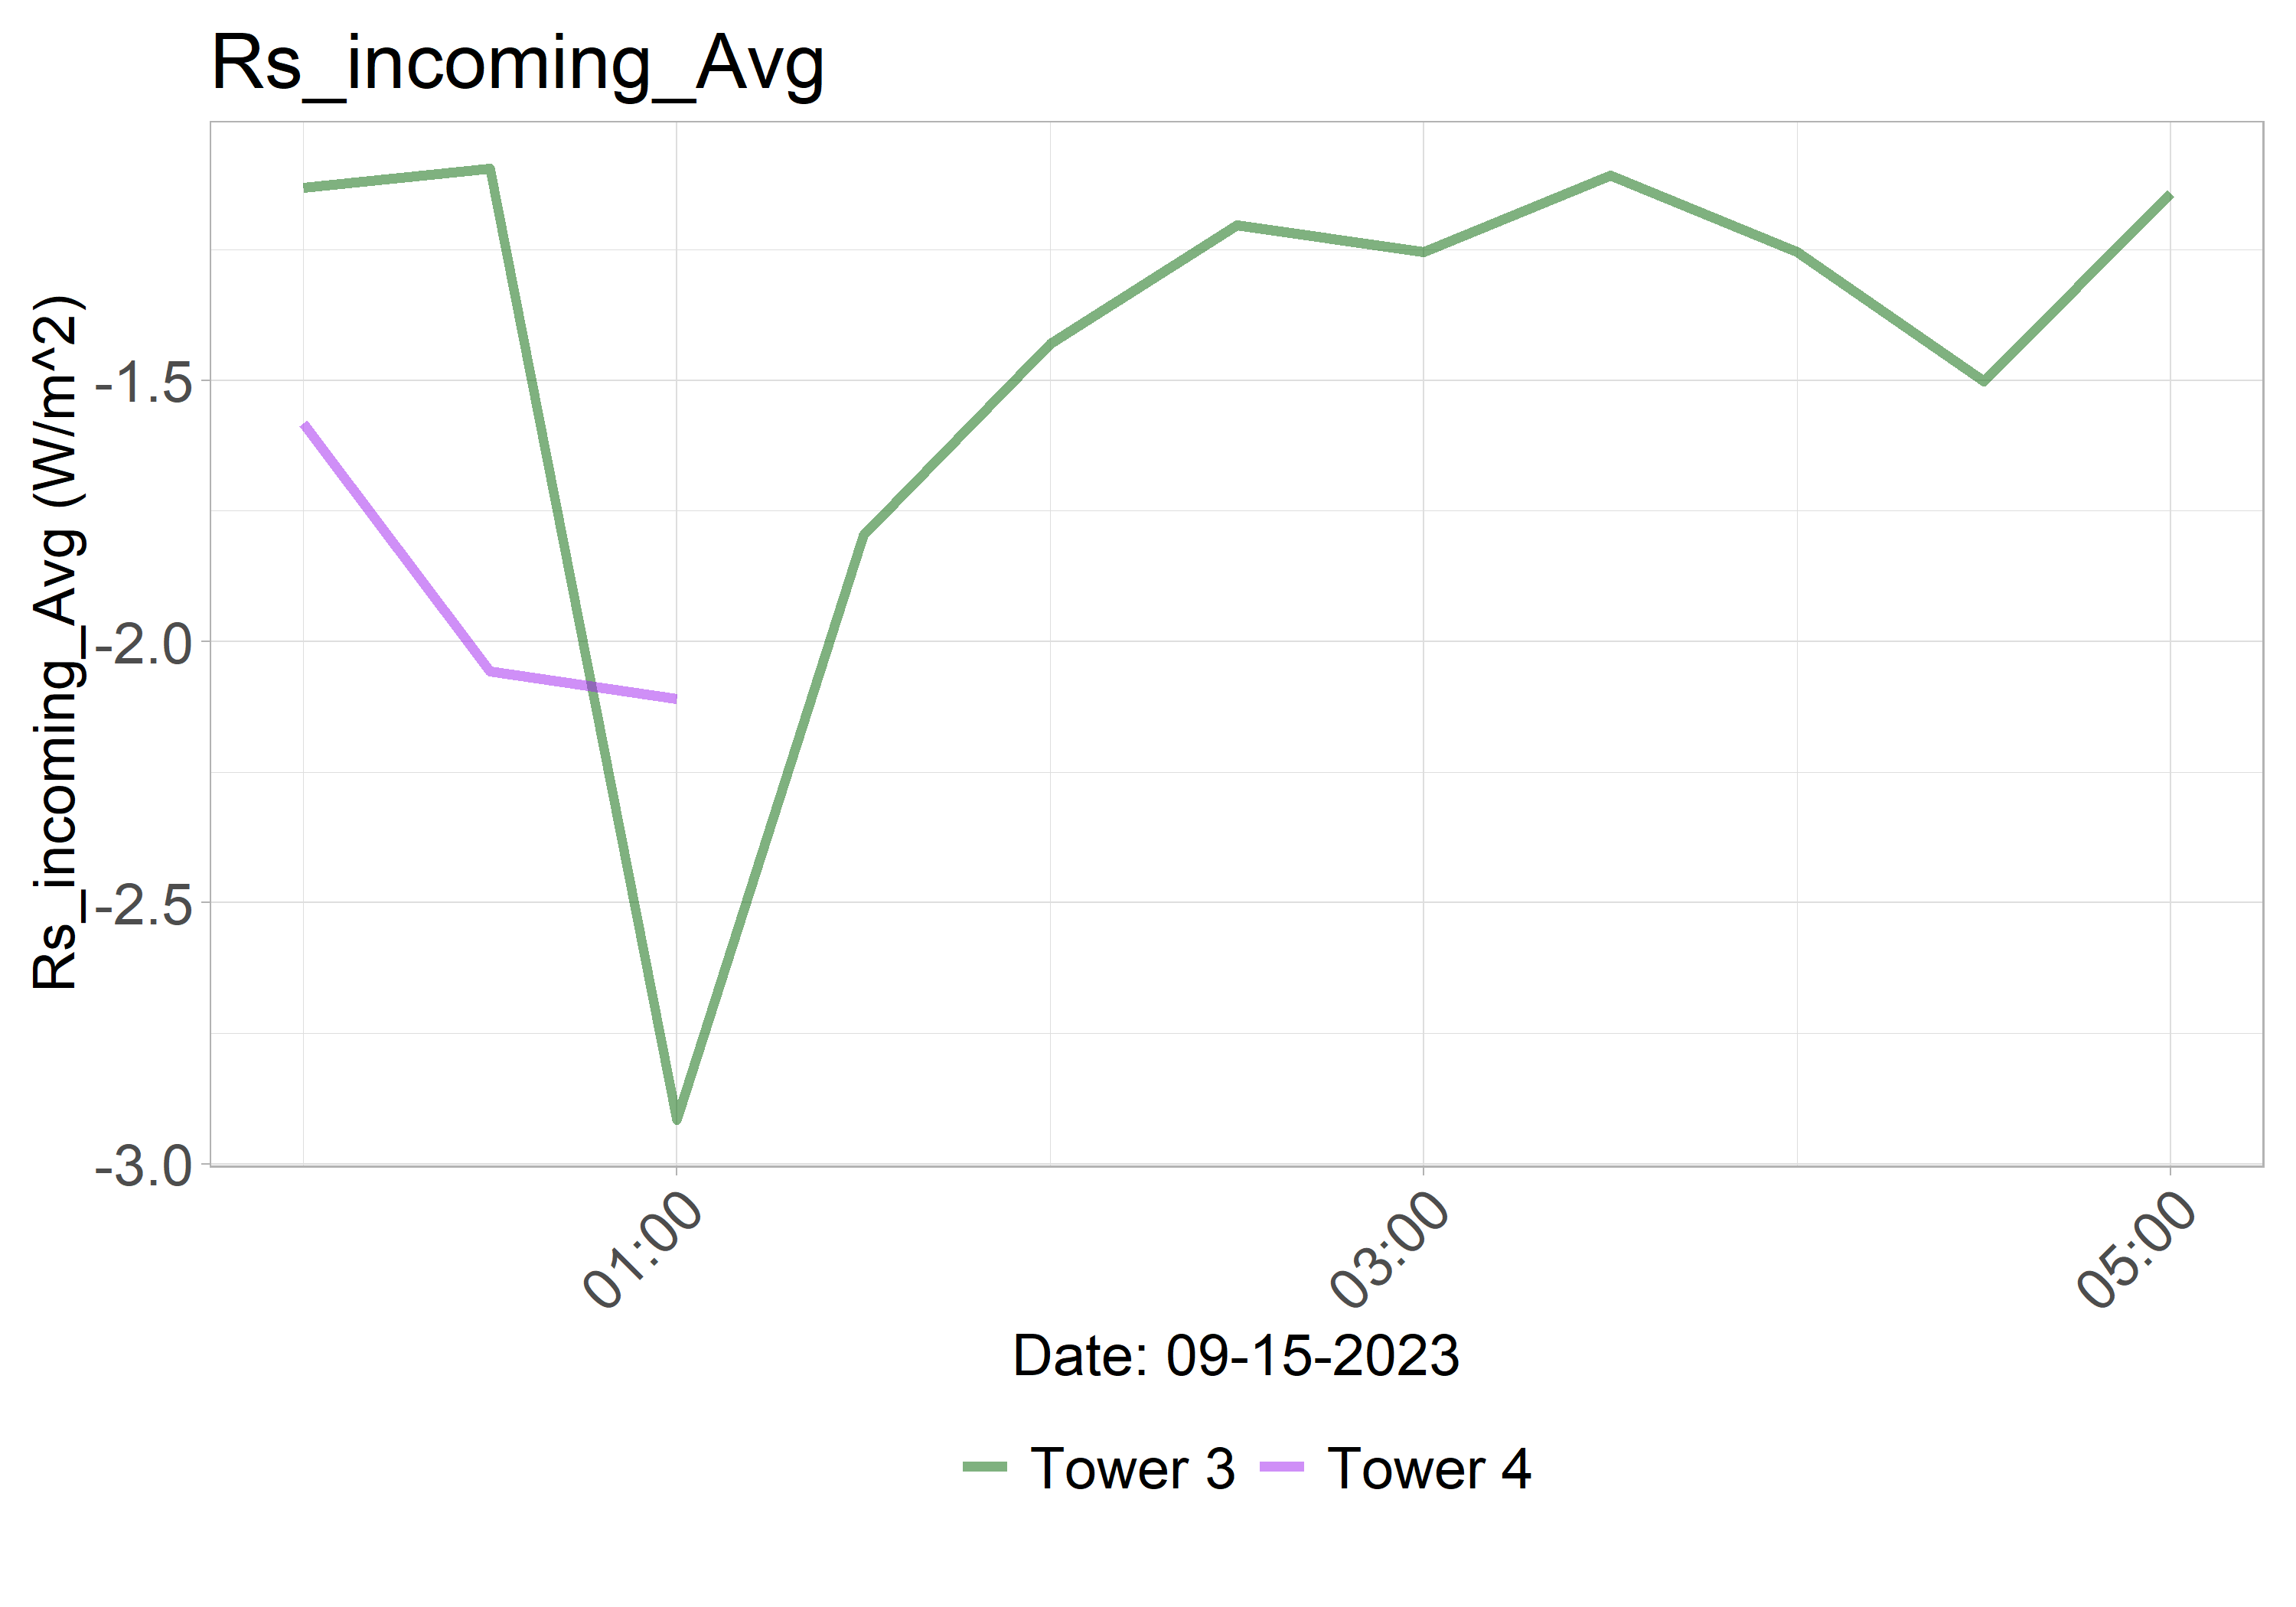 Rs_incoming_Avg
Rs_incoming_Avg (W/m^2)
-1.5
-2.0
-2.5
-3.0
01:00
03:00
05:00
Date: 09-15-2023
Tower 3
Tower 4